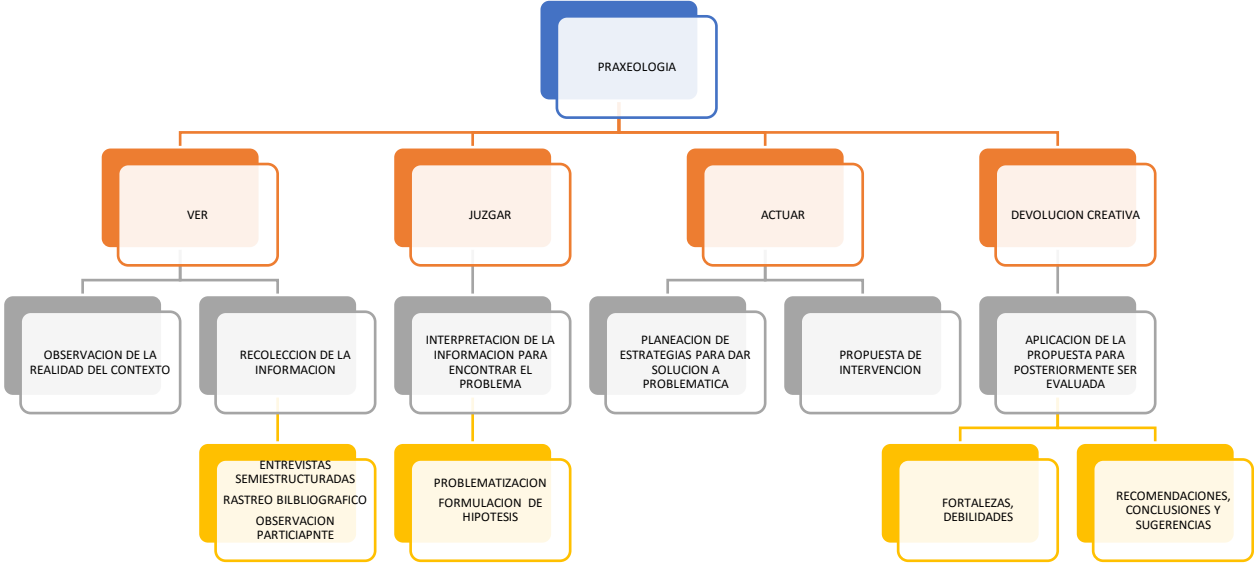 PRAXEOLOGIA
VER
JUZGAR
ACTUAR
DEVOLUCION CREATIVA
OBSERVACION DE LA
REALIDAD DEL CONTEXTO
RECOLECCION DE LA
INFORMACION
INTERPRETACION DE LA
INFORMACION PARA
ENCONTRAR EL
PROBLEMA
PLANEACION DE
ESTRATEGIAS PARA DAR
SOLUCION A
PROBLEMATICA
PROPUESTA DE
INTERVENCION
APLICACION DE LA
PROPUESTA PARA
POSTERIORMENTE SER
EVALUADA
ENTREVISTAS
SEMIESTRUCTURADAS
RASTREO BILBLIOGRAFICO
OBSERVACION
PARTICIAPNTE
PROBLEMATIZACION
FORMULACION DE
HIPOTESIS
FORTALEZAS,
DEBILIDADES
RECOMENDACIONES,
CONCLUSIONES Y
SUGERENCIAS